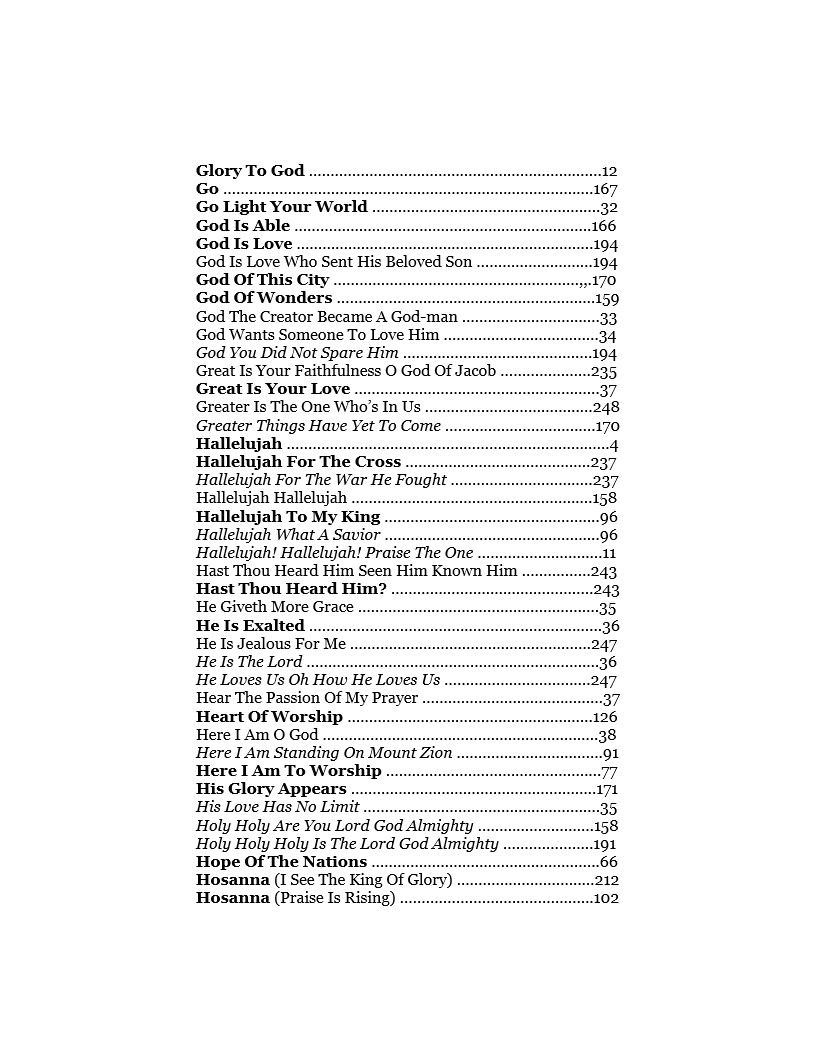 Glory To God ....................................................................12
Go ......................................................................................167
Go Light Your World .....................................................32
God Is Able .....................................................................166
God Is Love .....................................................................194
God Is Love Who Sent His Beloved Son ...........................194
God Of This City .........................................................,,.170
God Of Wonders ............................................................159
God The Creator Became A God-man ................................33
God Wants Someone To Love Him ....................................34
God You Did Not Spare Him ............................................194
Great Is Your Faithfulness O God Of Jacob .....................235
Great Is Your Love .........................................................37
Greater Is The One Who's In Us .......................................248
Greater Things Have Yet To Come ...................................170
Hallelujah ...........................................................................4
Hallelujah For The Cross ...........................................237
Hallelujah For The War He Fought .................................237
Hallelujah Hallelujah ........................................................158
Hallelujah To My King ..................................................96
Hallelujah What A Savior ..................................................96
Hallelujah! Hallelujah! Praise The One .............................11
Hast Thou Heard Him Seen Him Known Him ................243
Hast Thou Heard Him? ...............................................243
He Giveth More Grace ........................................................35
He Is Exalted ....................................................................36
He Is Jealous For Me ........................................................247
He Is The Lord ....................................................................36
He Loves Us Oh How He Loves Us ..................................247
Hear The Passion Of My Prayer ..........................................37
Heart Of Worship .........................................................126
Here I Am O God ................................................................38
Here I Am Standing On Mount Zion ..................................91
Here I Am To Worship ..................................................77
His Glory Appears .........................................................171
His Love Has No Limit .......................................................35
Holy Holy Are You Lord God Almighty ...........................158
Holy Holy Holy Is The Lord God Almighty .....................191
Hope Of The Nations .....................................................66
Hosanna (I See The King Of Glory) ................................212
Hosanna (Praise Is Rising) .............................................102